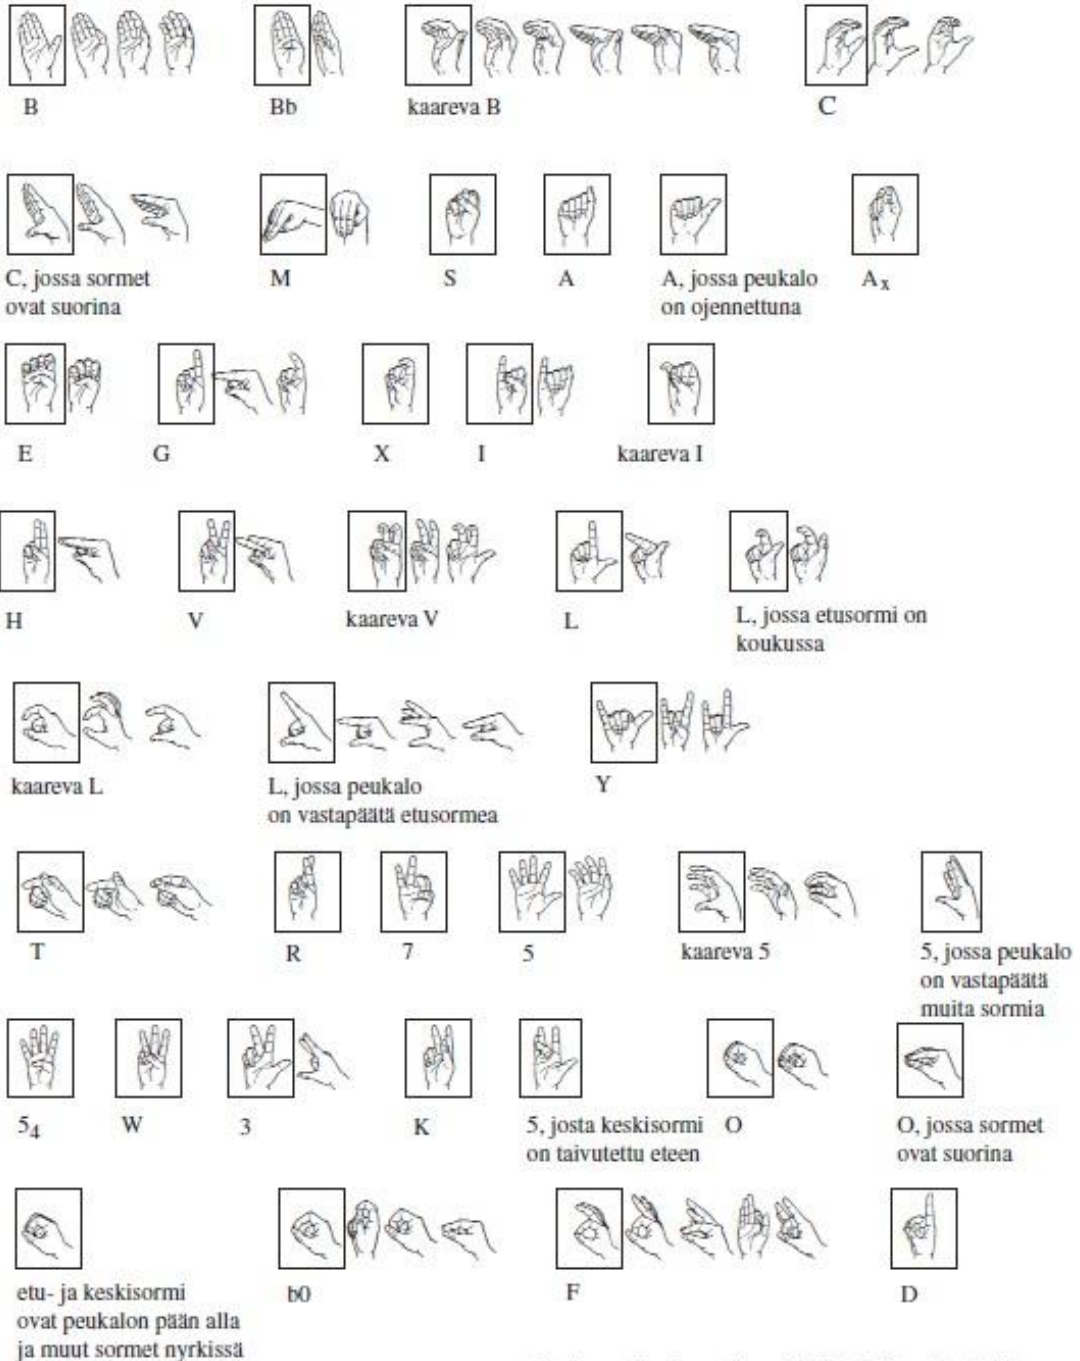 B Bb kaareva B C
C, jossa sormet
ovat suorina
M S A
A, jossa peukalo
on ojennettuna
Ax
E G X I kaareva I
H V kaareva V L
L, jossa etusormi on
koukussa
kaareva L
L, jossa peukalo
on vastapäätä etusormea
Y
T R 7 5 kaareva 5
5, jossa peukalo
on vastapäätä
muita sormia
54 W 3 K
5, josta keskisormi
on taivutettu eteen
O
O, jossa sormet
ovat suorina
etu- ja keskisormi
ovat peukalon pään alla
ja muut sormet nyrkissä
b0 F D